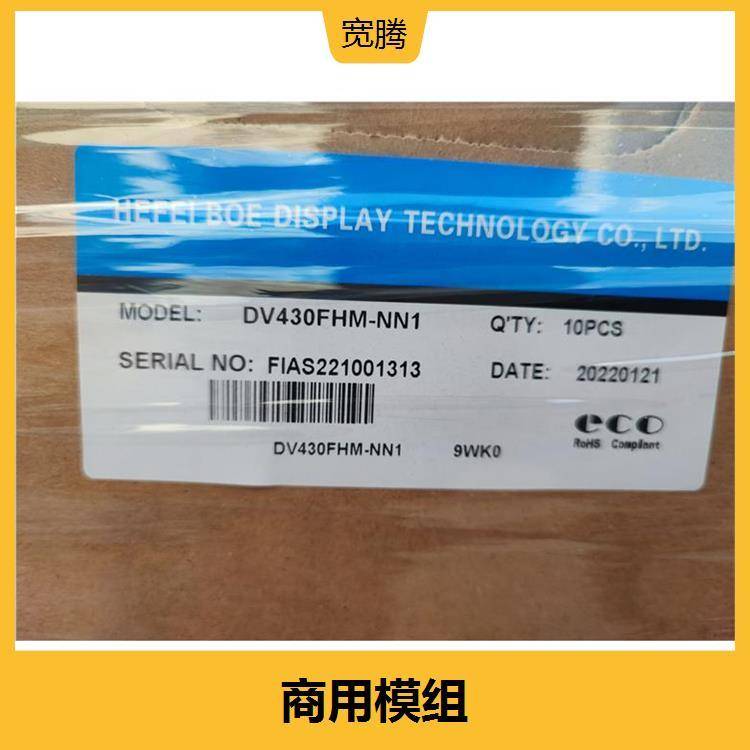 宽腾
HEFEI BOE DISPLAY TECHNOLOGY CO., LTD.
MODEL: DV430FHM-NN1 Q'TY: 10PCS
SERIAL NO: FIAS221001313 DATE: 20220121
eco
RoHS Compliant
DV430FHM-NN1 9WK0
商用模组